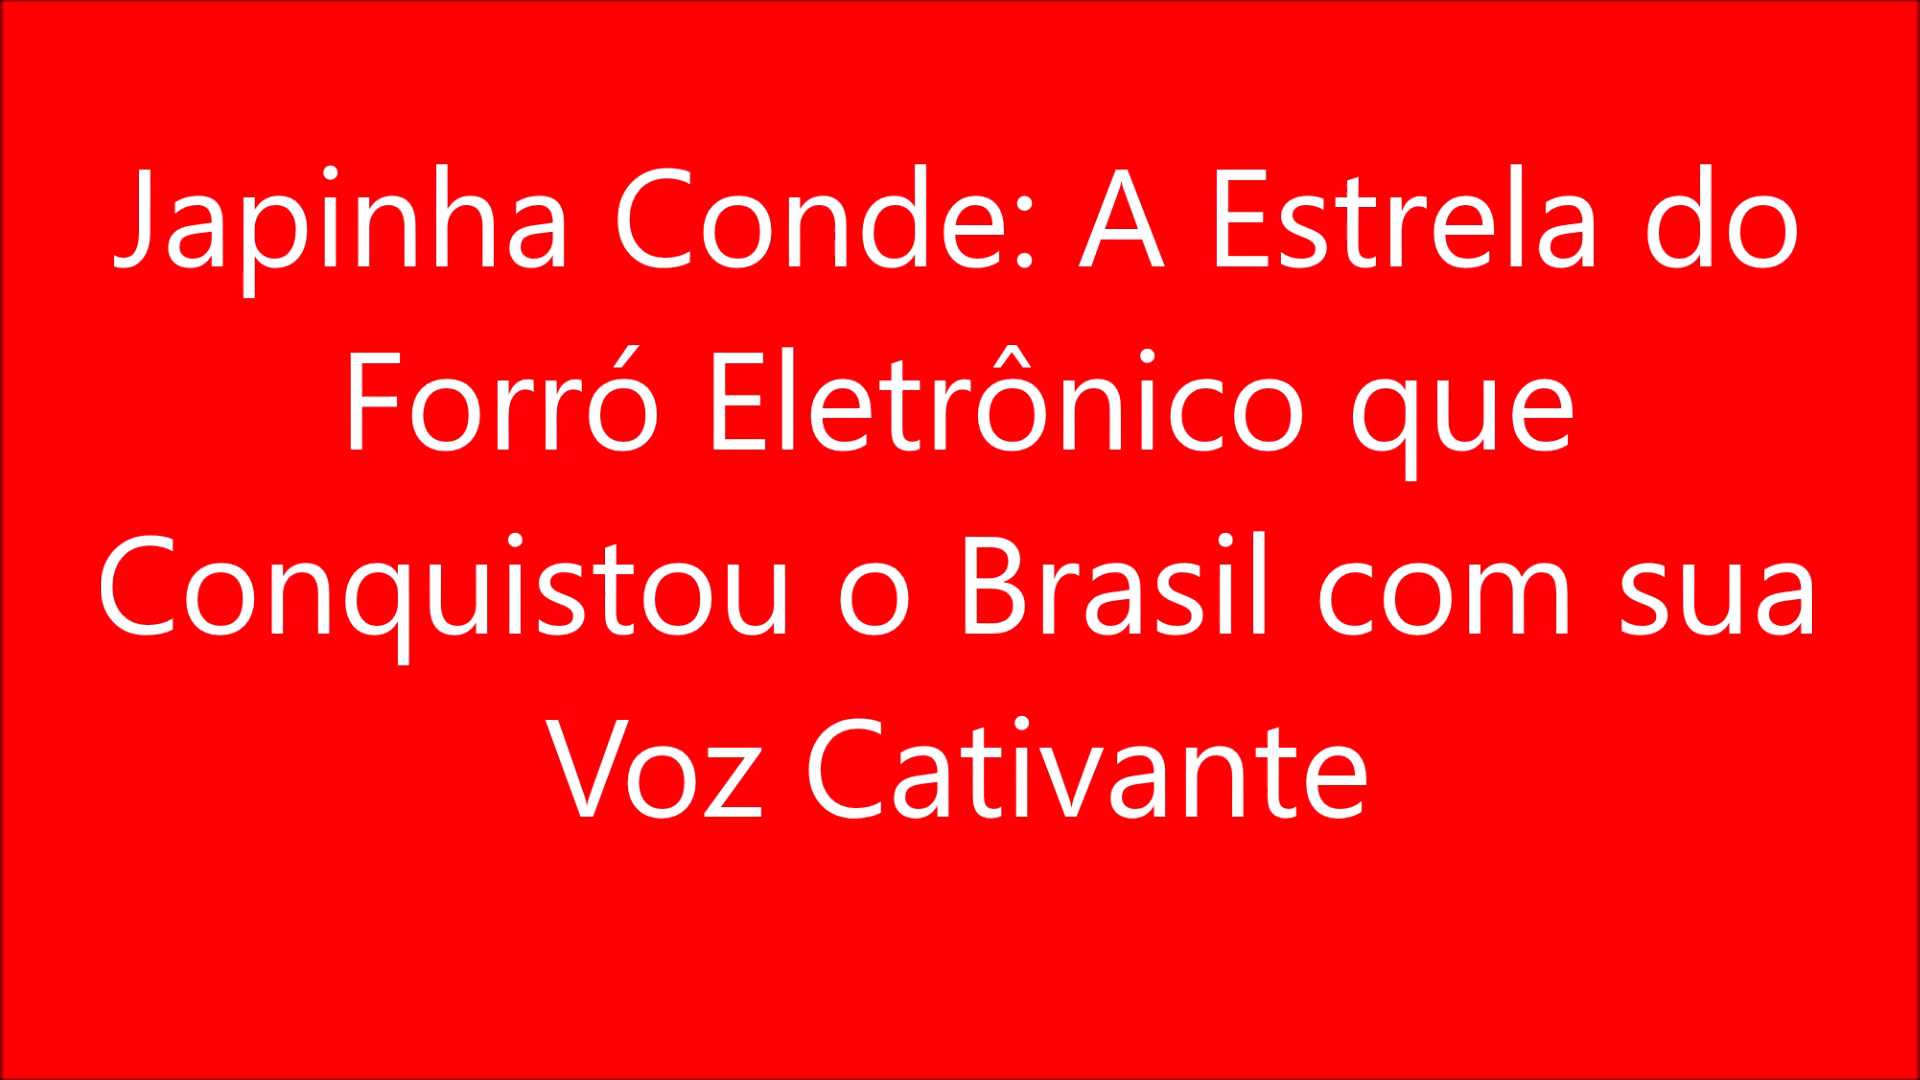 Japinha Conde: A Estrela do
Forró Eletrônico que
Conquistou o Brasil com sua
Voz Cativante